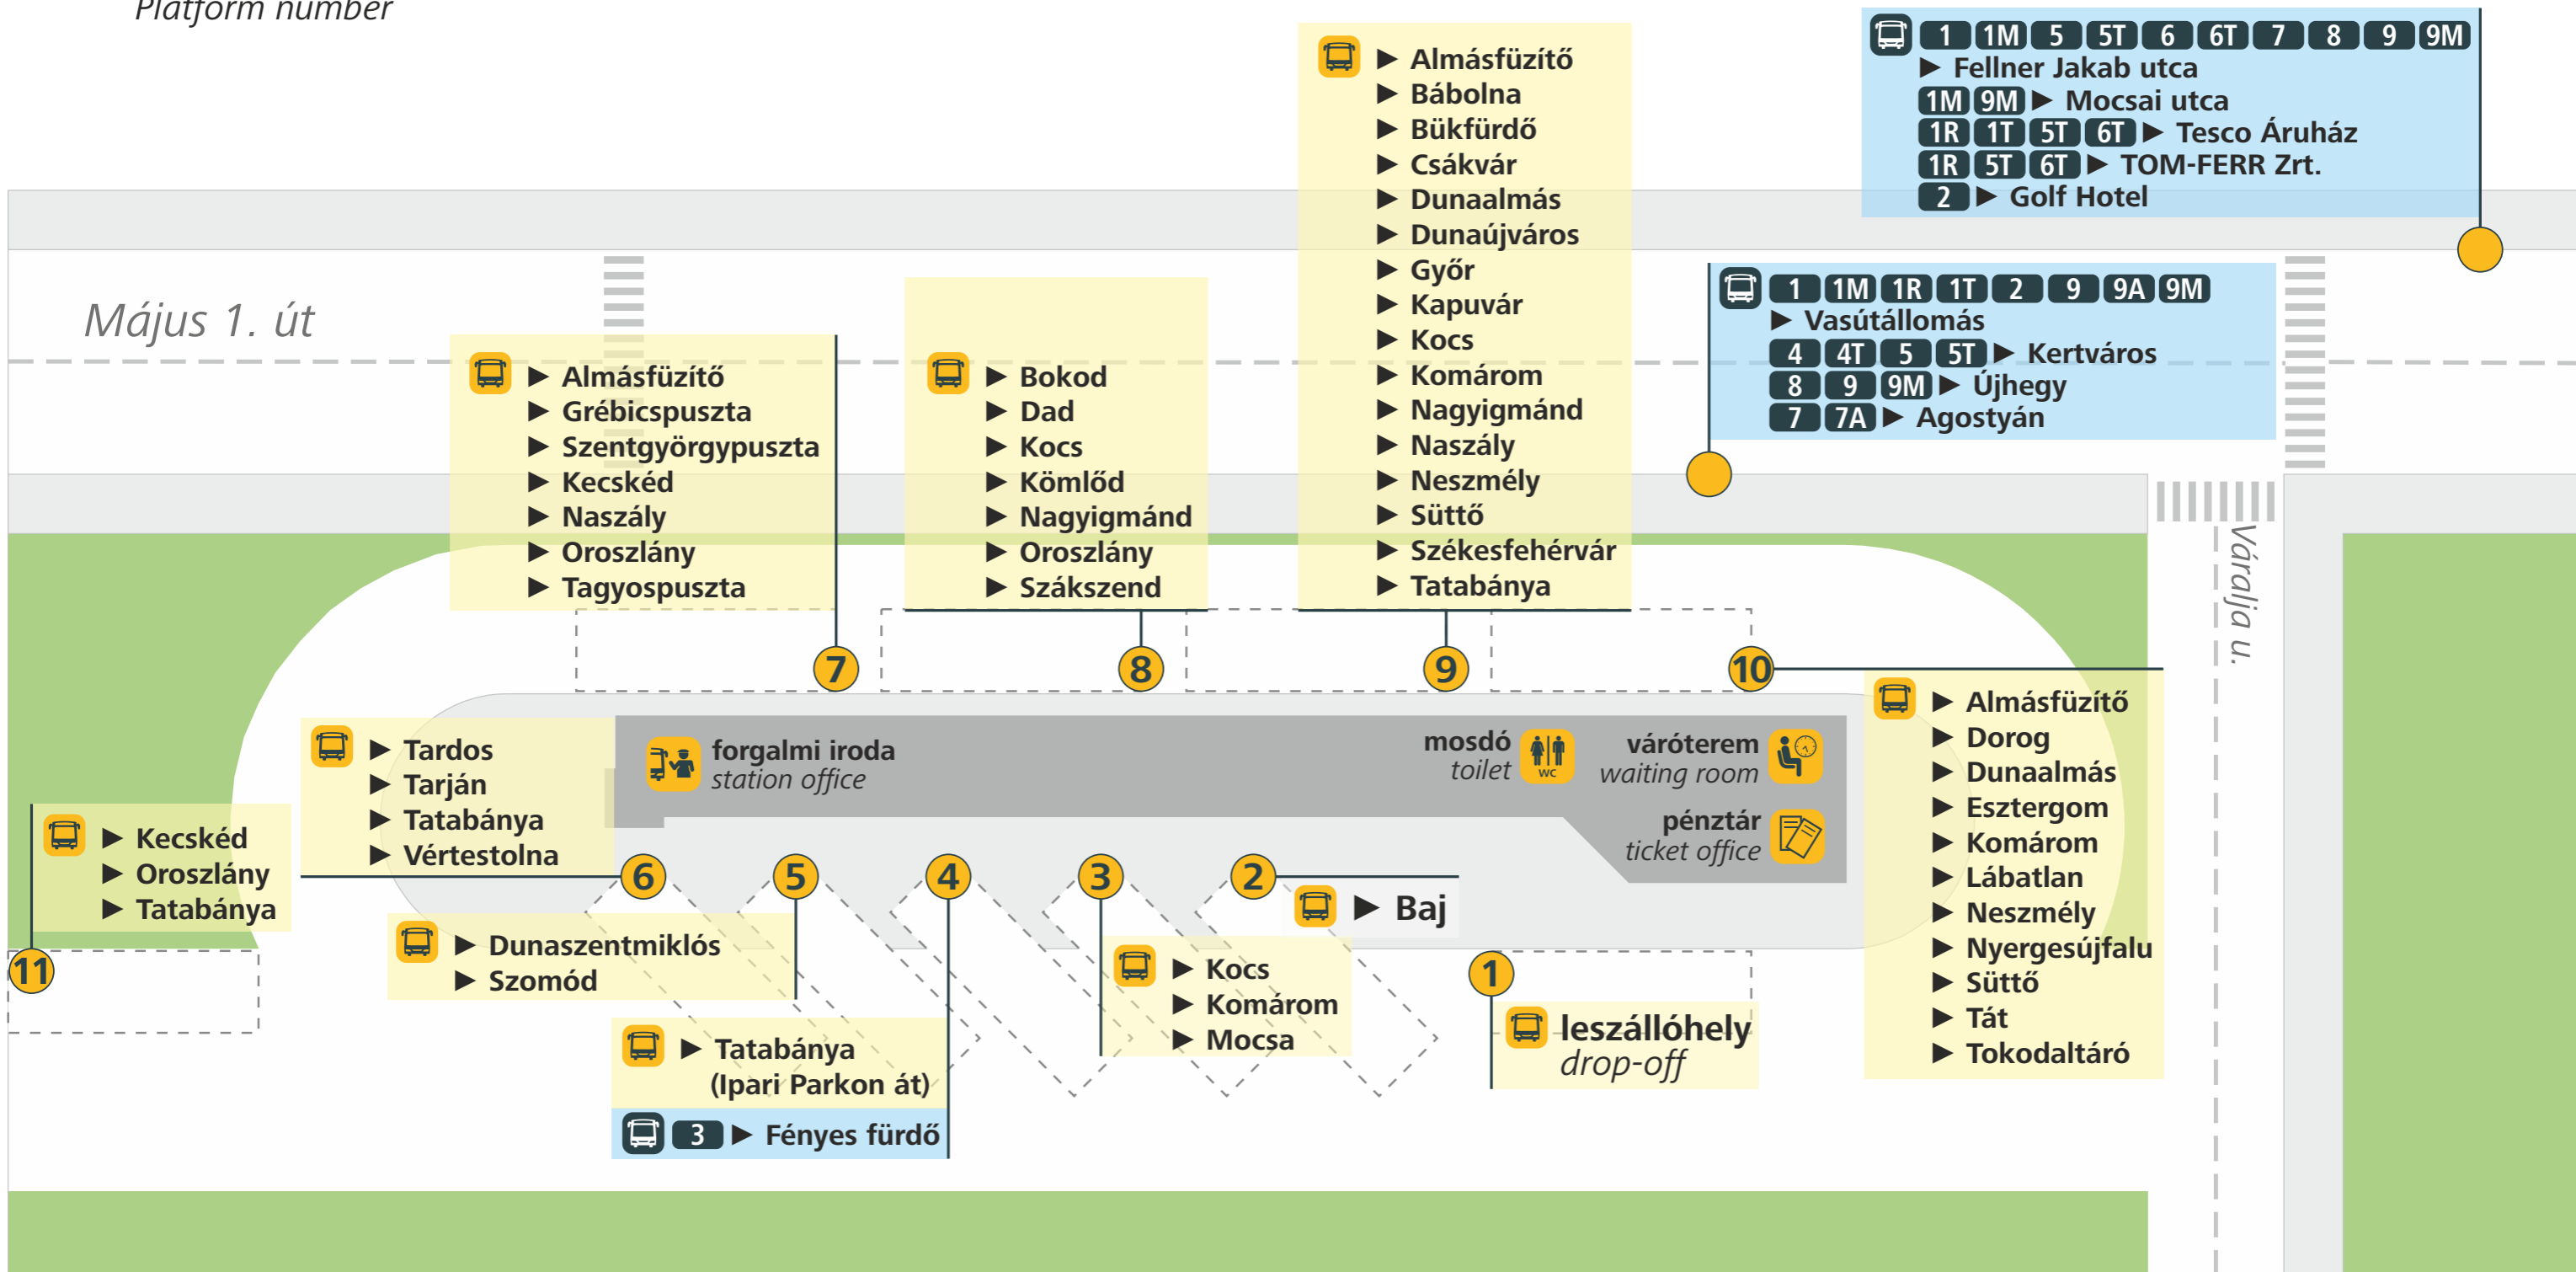 Platform number
1 1M 5 5T 6 6T 7 8 9 9M
► Fellner Jakab utca
1M 9M ► Mocsai utca
1R 1T 5T 6T ► Tesco Áruház
1R 5T 6T ► TOM-FERR Zrt.
2 ► Golf Hotel
1 1M 1R 1T 2 9 9A 9M
► Vasútállomás
4 4T 5 5T ► Kertváros
8 9 9M ► Újhegy
7 7A ► Agostyán
Május 1. út
Váralja u.
► Almásfüzítő
► Grébicspuszta
► Szentgyörgypuszta
► Kecskéd
► Naszály
► Oroszlány
► Tagyospuszta
7
► Bokod
► Dad
► Kocs
► Kömlőd
► Nagyigmánd
► Oroszlány
► Szákszend
8
► Almásfüzítő
► Bábolna
► Bükfürdő
► Csákvár
► Dunaalmás
► Dunaújváros
► Győr
► Kapuvár
► Kocs
► Komárom
► Nagyigmánd
► Naszály
► Neszmély
► Süttő
► Székesfehérvár
► Tatabánya
9
10
► Almásfüzítő
► Dorog
► Dunaalmás
► Esztergom
► Komárom
► Lábatlan
► Neszmély
► Nyergesújfalu
► Süttő
► Tát
► Tokodaltáró
forgalmi iroda
station office
mosdó
toilet
WC
váróterem
waiting room
pénztár
ticket office
► Kecskéd
► Oroszlány
► Tatabánya
11
► Tardos
► Tarján
► Tatabánya
► Vértestolna
6
5
► Dunaszentmiklós
► Szomód
4
► Tatabánya
(Ipari Parkon át)
3 ► Fényes fürdő
3
► Kocs
► Komárom
► Mocsa
2
► Baj
1
leszállóhely
drop-off